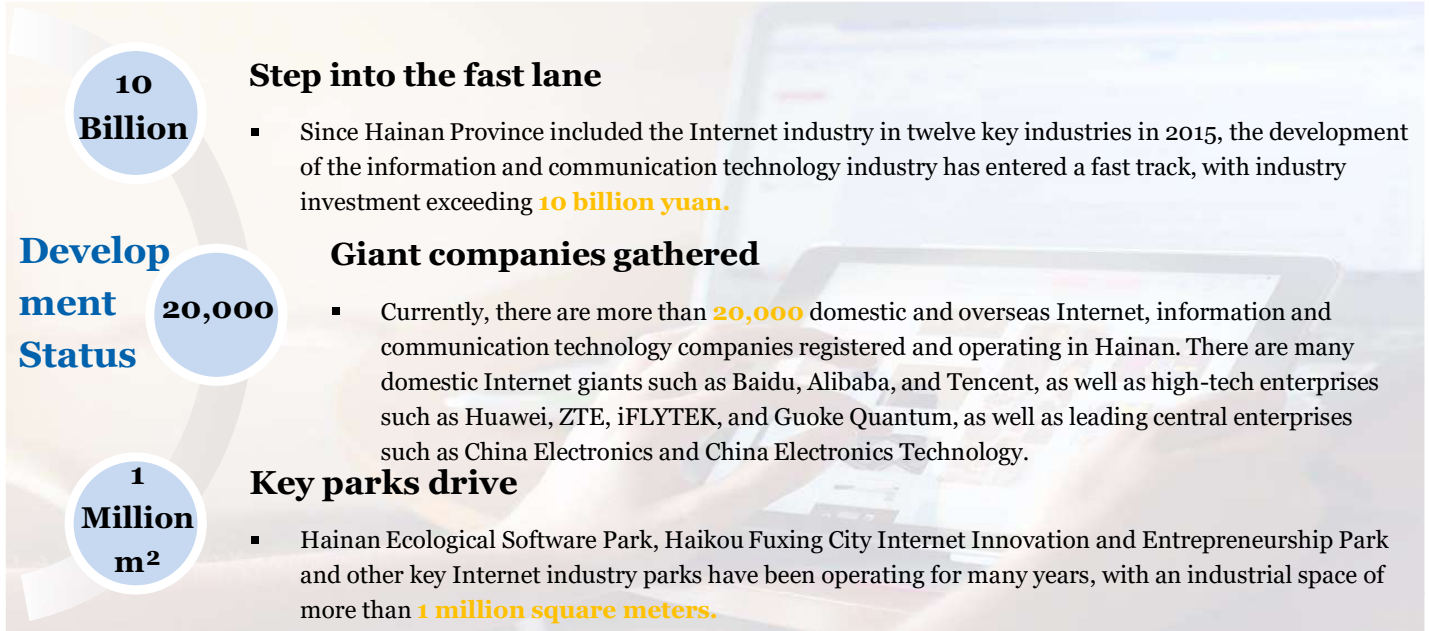 10
Billion
Step into the fast lane
▪ Since Hainan Province included the Internet industry in twelve key industries in 2015, the development
of the information and communication technology industry has entered a fast track, with industry
investment exceeding 10 billion yuan.
Develop
ment
Status
20,000
Giant companies gathered
▪ Currently, there are more than 20,000 domestic and overseas Internet, information and
communication technology companies registered and operating in Hainan. There are many
domestic Internet giants such as Baidu, Alibaba, and Tencent, as well as high-tech enterprises
such as Huawei, ZTE, iFLYTEK, and Guoke Quantum, as well as leading central enterprises
such as China Electronics and China Electronics Technology.
1
Million
m²
Key parks drive
▪ Hainan Ecological Software Park, Haikou Fuxing City Internet Innovation and Entrepreneurship Park
and other key Internet industry parks have been operating for many years, with an industrial space of
more than 1 million square meters.